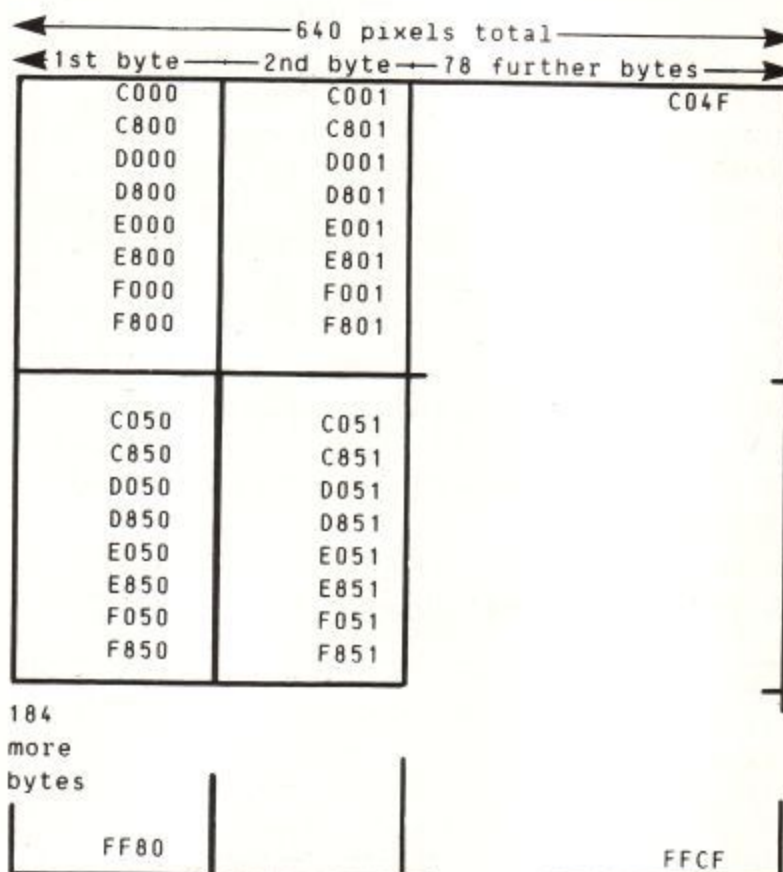 640 pixels total
1st byte 2nd byte 78 further bytes
C000 C001 C04F
C800 C801
D000 D001
D800 D801
E000 E001
E800 E801
F000 F001
F800 F801
C050 C051
C850 C851
D050 D051
D850 D851
E050 E051
E850 E851
F050 F051
F850 F851
184
more
bytes
FF80 FFCF